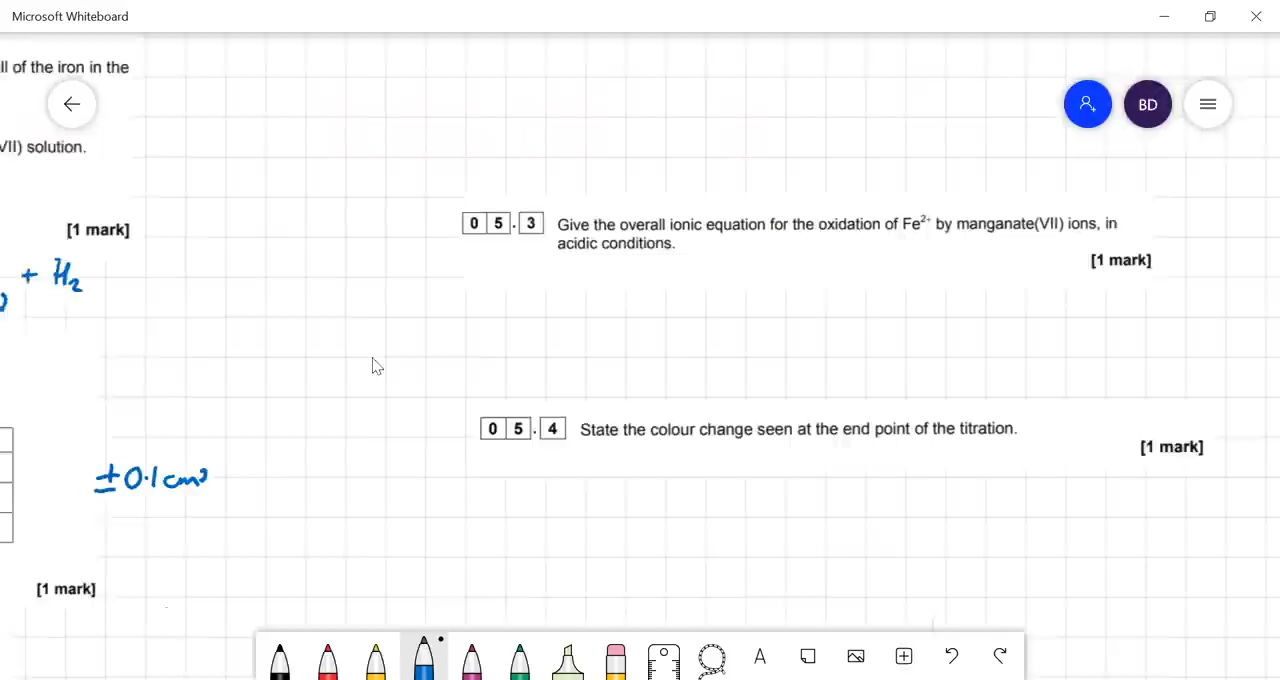 Microsoft Whiteboard
ll of the iron in the
BD
VII) solution.
[1 mark]
+ H₂
0 5 . 3 Give the overall ionic equation for the oxidation of Fe²⁺ by manganate(VII) ions, in
acidic conditions.
[1 mark]
0 5 . 4 State the colour change seen at the end point of the titration.
[1 mark]
±0.1 cm³
[1 mark]
A